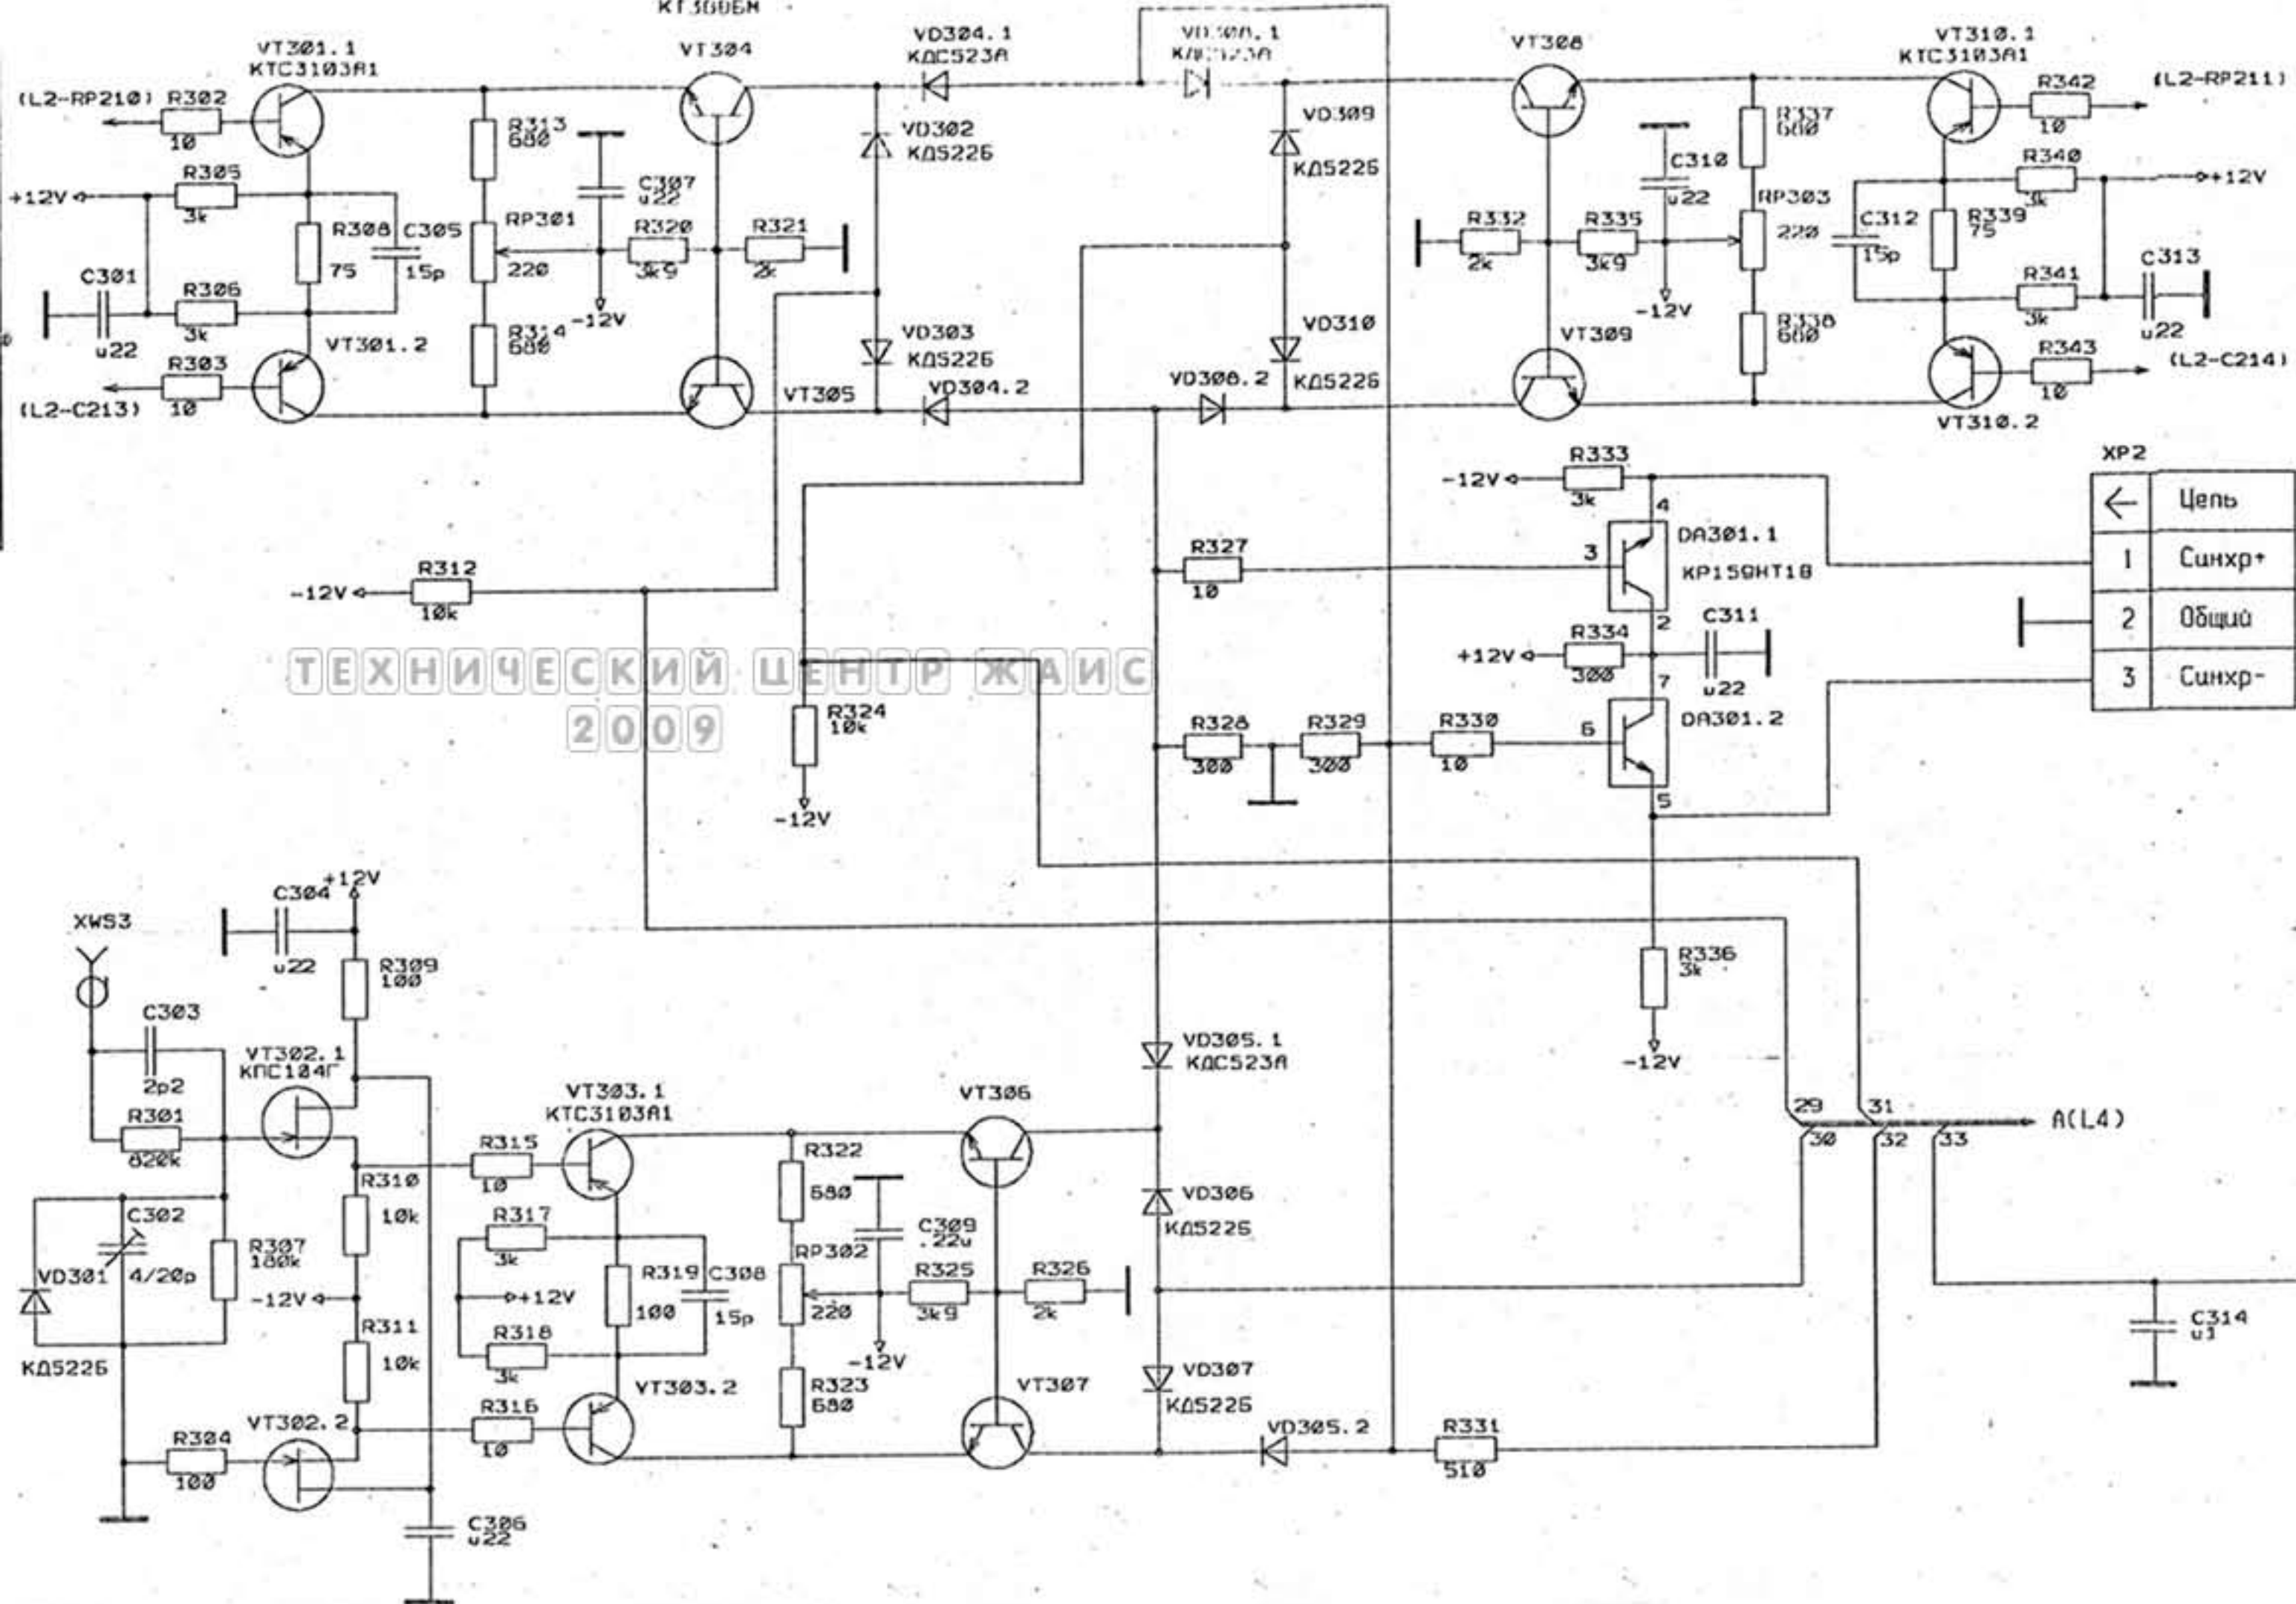 VT301.1
КТС3103А1
(L2-RP210)
R302
10
+12V
R305
3k
R308
75
C305
15p
C301
u22
R306
3k
VT301.2
R303
10
(L2-C213)
R313
680
RP301
220
R314
680
C307
u22
-12V
R320
3k9
R321
2k
VT304
VT305
VD304.1
КДС523А
VD302
КД522Б
VD303
КД522Б
VD304.2
VD309
КД522Б
VD310
КД522Б
VD308.2
VT308
VT309
R332
2k
R335
3k9
C310
u22
-12V
R337
680
RP303
220
R338
680
C312
15p
R339
75
VT310.1
КТС3103А1
R342
10
(L2-RP211)
R340
3k
+12V
R341
3k
C313
u22
R343
10
(L2-C214)
VT310.2
XP2
Цепь
1 Синхр+
2 Общий
3 Синхр-
-12V
R333
3k
4
DA301.1
КР159НТ1В
3
2
R327
10
R334
300
+12V
C311
u22
7
DA301.2
6
5
R328
300
R329
300
R330
10
R336
3k
-12V
-12V
R312
10k
ТЕХНИЧЕСКИЙ ЦЕНТР ЖАИС
2009
R324
10k
-12V
XWS3
C304
+12V
u22
R309
100
C303
2p2
VT302.1
КПС104Г
R301
820k
C302
4/20p
VD301
КД522Б
R307
180k
R310
10k
-12V
R311
10k
VT302.2
R304
100
C306
u22
VT303.1
КТС3103А1
R315
10
R317
3k
+12V
R318
3k
R316
10
R319
100
C308
15p
VT303.2
R322
680
RP302
220
R323
680
C309
.22u
-12V
R325
3k9
R326
2k
VT306
VT307
VD305.1
КДС523А
VD306
КД522Б
VD307
КД522Б
VD305.2
R331
510
29
31
30
32
33
A(L4)
C314
u1